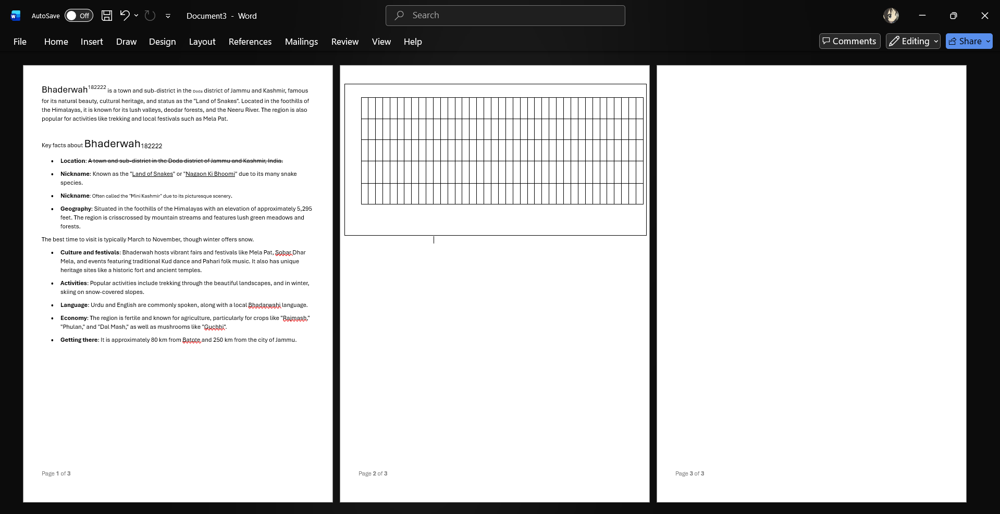 AutoSave Off Document3 - Word Search
File Home Insert Draw Design Layout References Mailings Review View Help Comments Editing Share
Bhaderwah182222 is a town and sub-district in the Doda district of Jammu and Kashmir, famous
for its natural beauty, cultural heritage, and status as the "Land of Snakes". Located in the foothills of
the Himalayas, it is known for its lush valleys, deodar forests, and the Neeru River. The region is also
popular for activities like trekking and local festivals such as Mela Pat.
Key facts about Bhaderwah182222
• Location: A town and sub-district in the Doda district of Jammu and Kashmir, India.
• Nickname: Known as the "Land of Snakes" or "Nagaon Ki Bhoomi" due to its many snake
species.
• Nickname: Often called the "Mini Kashmir" due to its picturesque scenery.
• Geography: Situated in the foothills of the Himalayas with an elevation of approximately 5,295
feet. The region is crisscrossed by mountain streams and features lush green meadows and
forests.
The best time to visit is typically March to November, though winter offers snow.
• Culture and festivals: Bhaderwah hosts vibrant fairs and festivals like Mela Pat, Sobar Dhar
Mela, and events featuring traditional Kud dance and Pahari folk music. It also has unique
heritage sites like a historic fort and ancient temples.
• Activities: Popular activities include trekking through the beautiful landscapes, and in winter,
skiing on snow-covered slopes.
• Language: Urdu and English are commonly spoken, along with a local Bhadarwahi language.
• Economy: The region is fertile and known for agriculture, particularly for crops like "Rajmash,"
"Phulan," and "Dal Mash," as well as mushrooms like "Guchhi".
• Getting there: It is approximately 80 km from Batote and 250 km from the city of Jammu.
Page 1 of 3
Page 2 of 3
Page 3 of 3